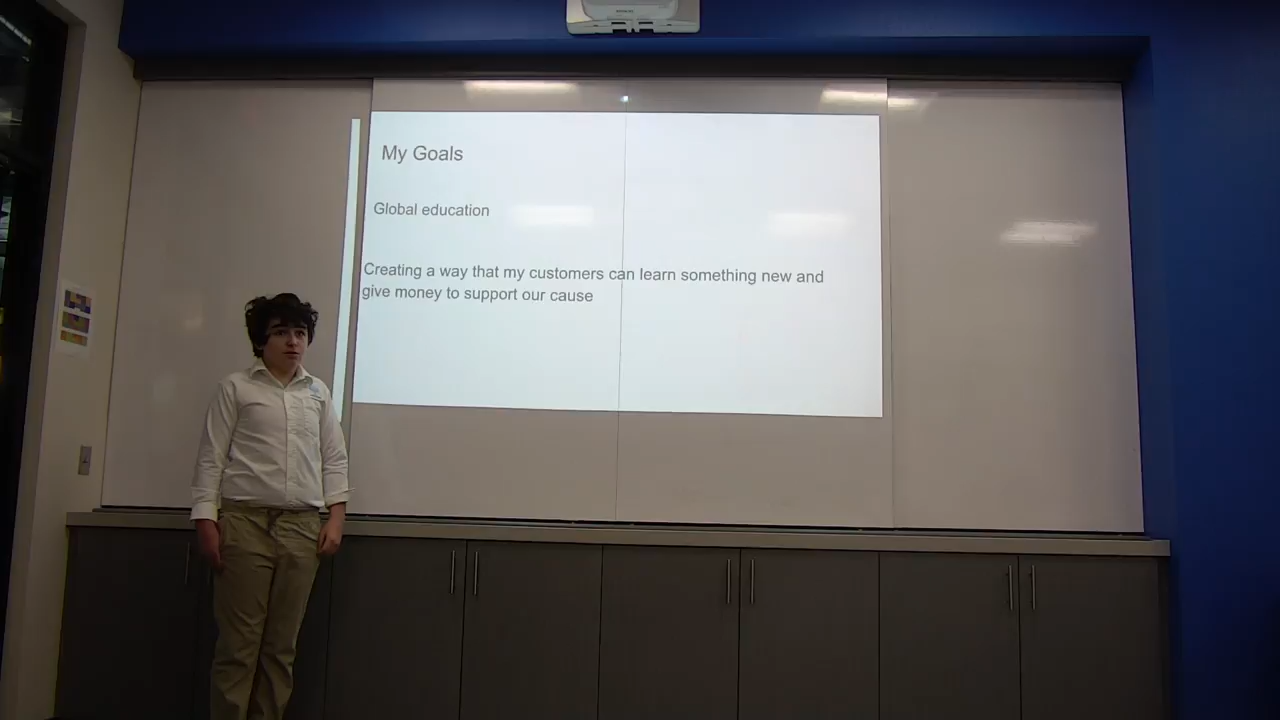 My Goals
Global education
Creating a way that my customers can learn something new and
give money to support our cause